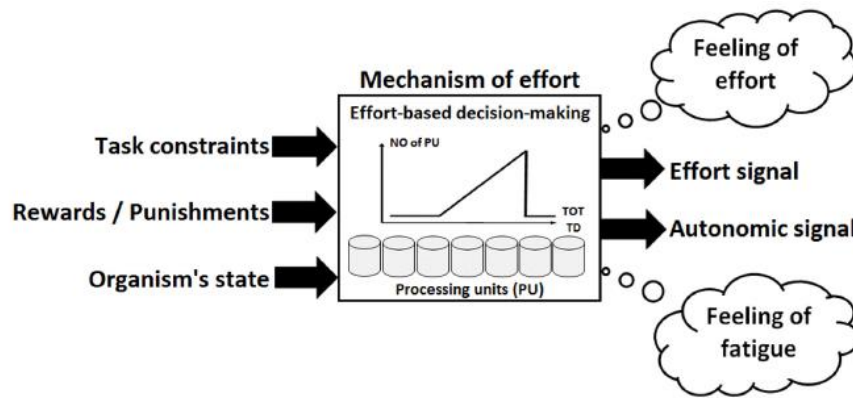 Feeling of
effort
Mechanism of effort
Effort-based decision-making
NO of PU
TOT
TD
Processing units (PU)
Task constraints
Rewards / Punishments
Organism's state
Effort signal
Autonomic signal
Feeling of
fatigue